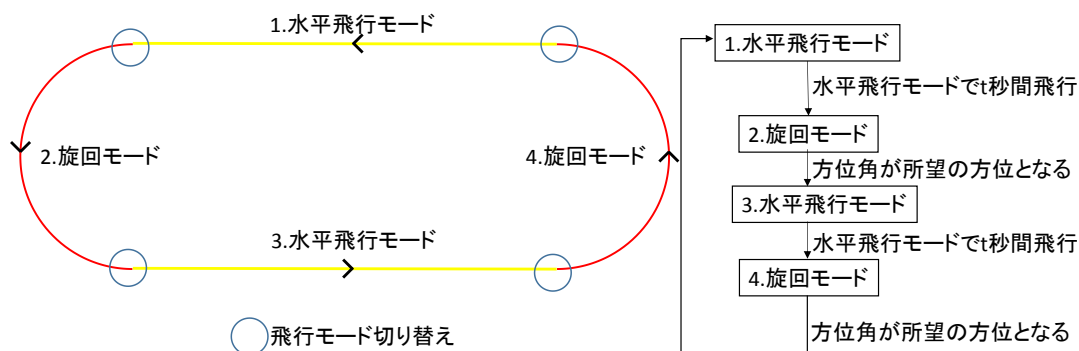 1.水平飛行モード
2.旋回モード
4.旋回モード
3.水平飛行モード
飛行モード切り替え
1.水平飛行モード
水平飛行モードでt秒間飛行
2.旋回モード
方位角が所望の方位となる
3.水平飛行モード
水平飛行モードでt秒間飛行
4.旋回モード
方位角が所望の方位となる